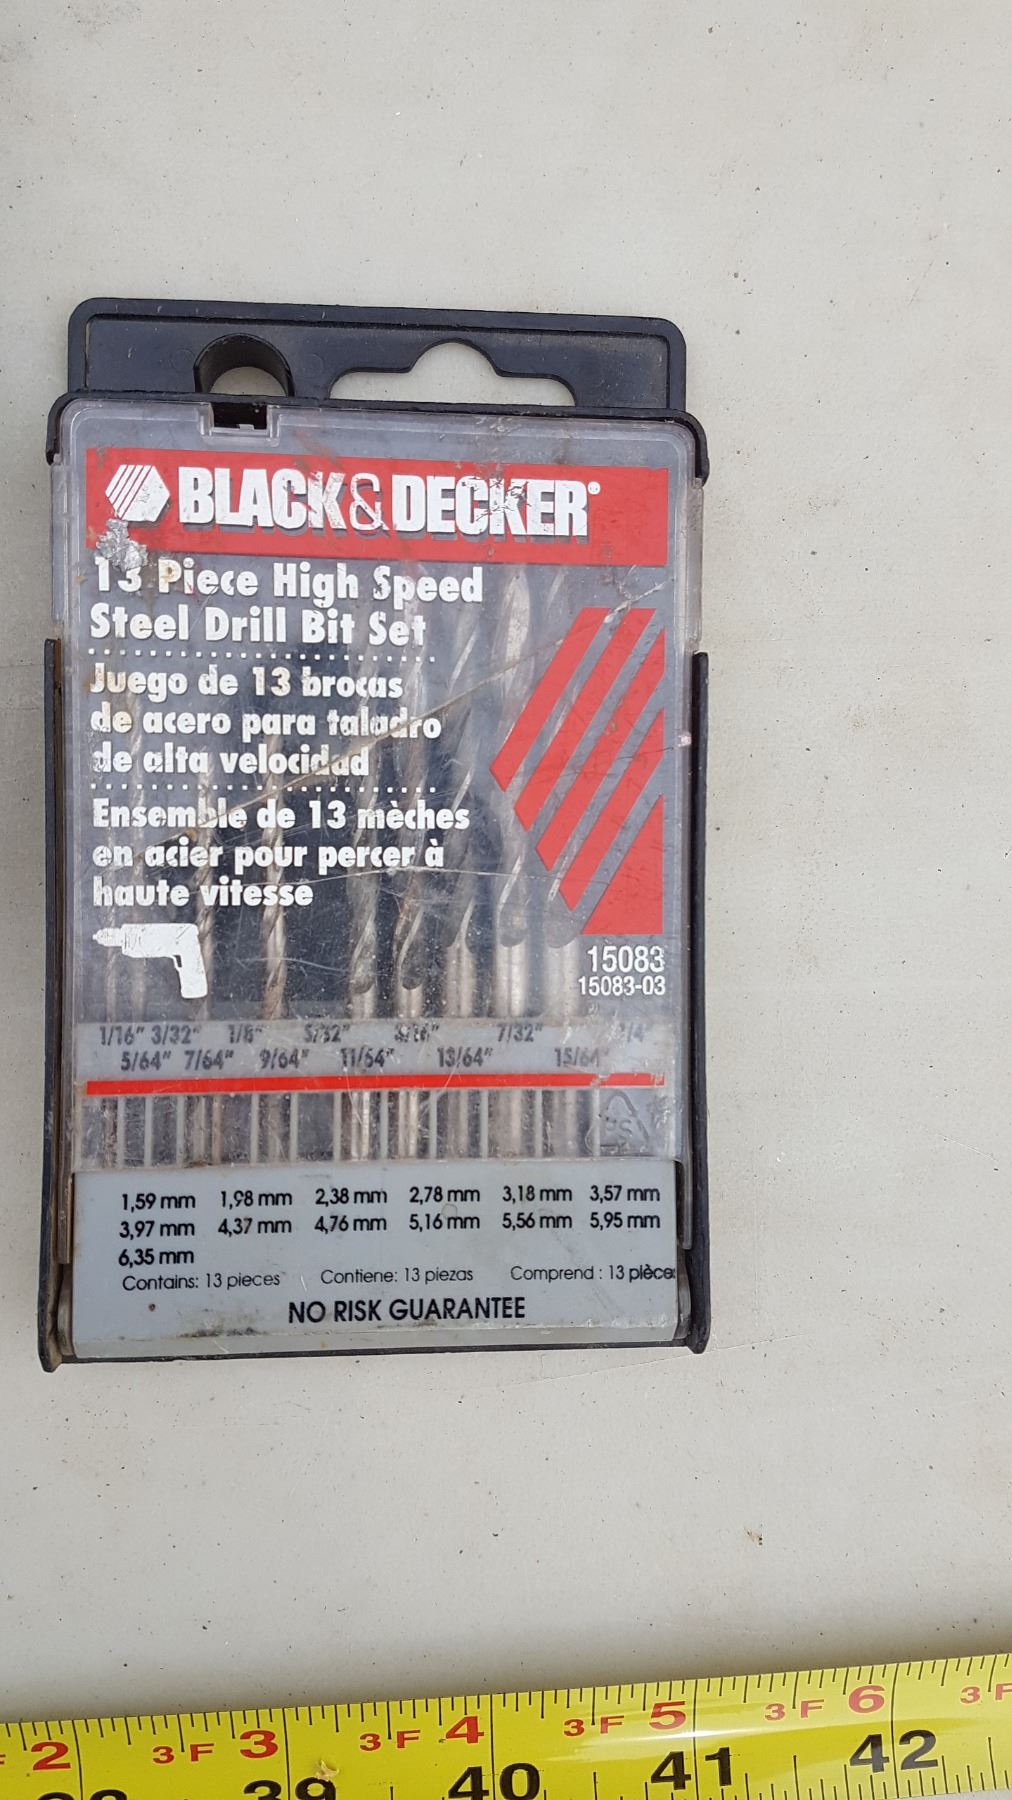 BLACK&DECKER
13 Piece High Speed
Steel Drill Bit Set
Juego de 13 brocas
de acero para taladro
de alta velocidad
Ensemble de 13 mèches
en acier pour percer à
haute vitesse
15083
15083-03
1/16" 3/32" 1/8" 5/32" 3/16" 7/32" 1/4"
5/64" 7/64" 9/64" 11/64" 13/64" 15/64"
PS
1,59 mm 1,98 mm 2,38 mm 2,78 mm 3,18 mm 3,57 mm
3,97 mm 4,37 mm 4,76 mm 5,16 mm 5,56 mm 5,95 mm
6,35 mm
Contains: 13 pieces Contiene: 13 piezas Comprend : 13 pièces
NO RISK GUARANTEE
2 3F 3 3F 4 3F 5 3F 6 3F
39 40 41 42